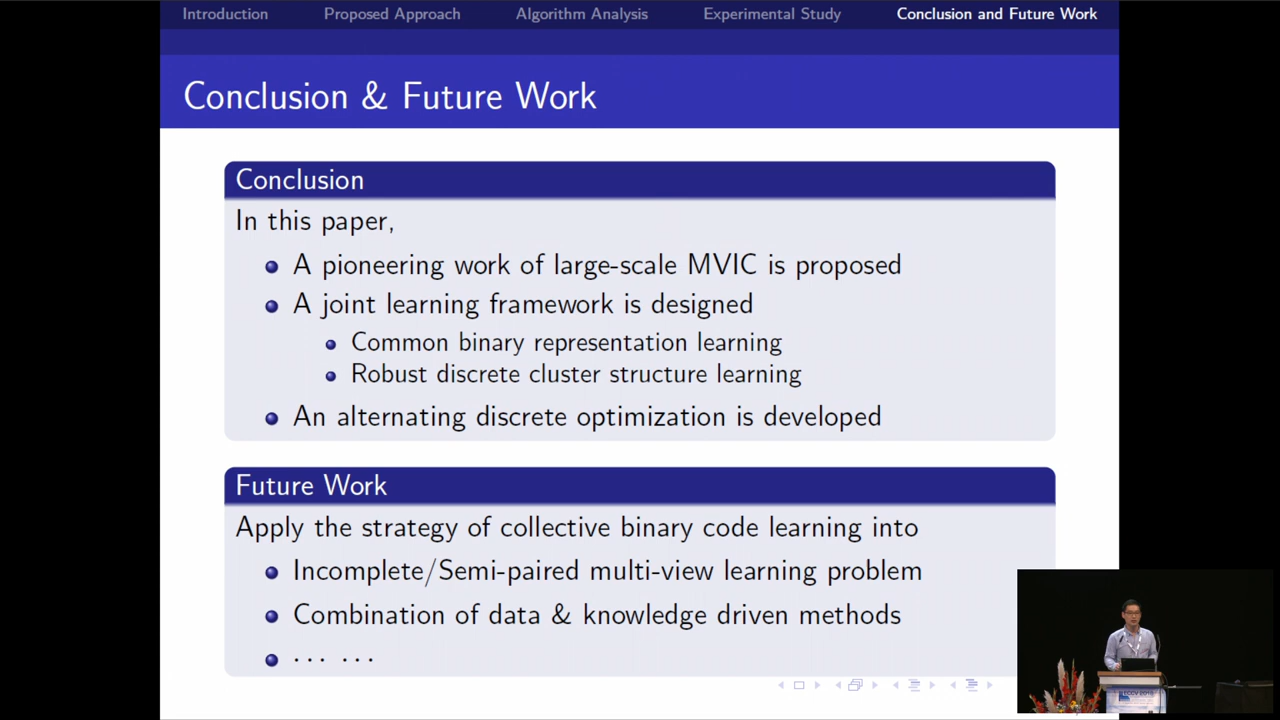 Introduction Proposed Approach Algorithm Analysis Experimental Study Conclusion and Future Work
Conclusion & Future Work
Conclusion
In this paper,
A pioneering work of large-scale MVIC is proposed
A joint learning framework is designed
Common binary representation learning
Robust discrete cluster structure learning
An alternating discrete optimization is developed
Future Work
Apply the strategy of collective binary code learning into
Incomplete/Semi-paired multi-view learning problem
Combination of data & knowledge driven methods
... ...
ECCV 2018